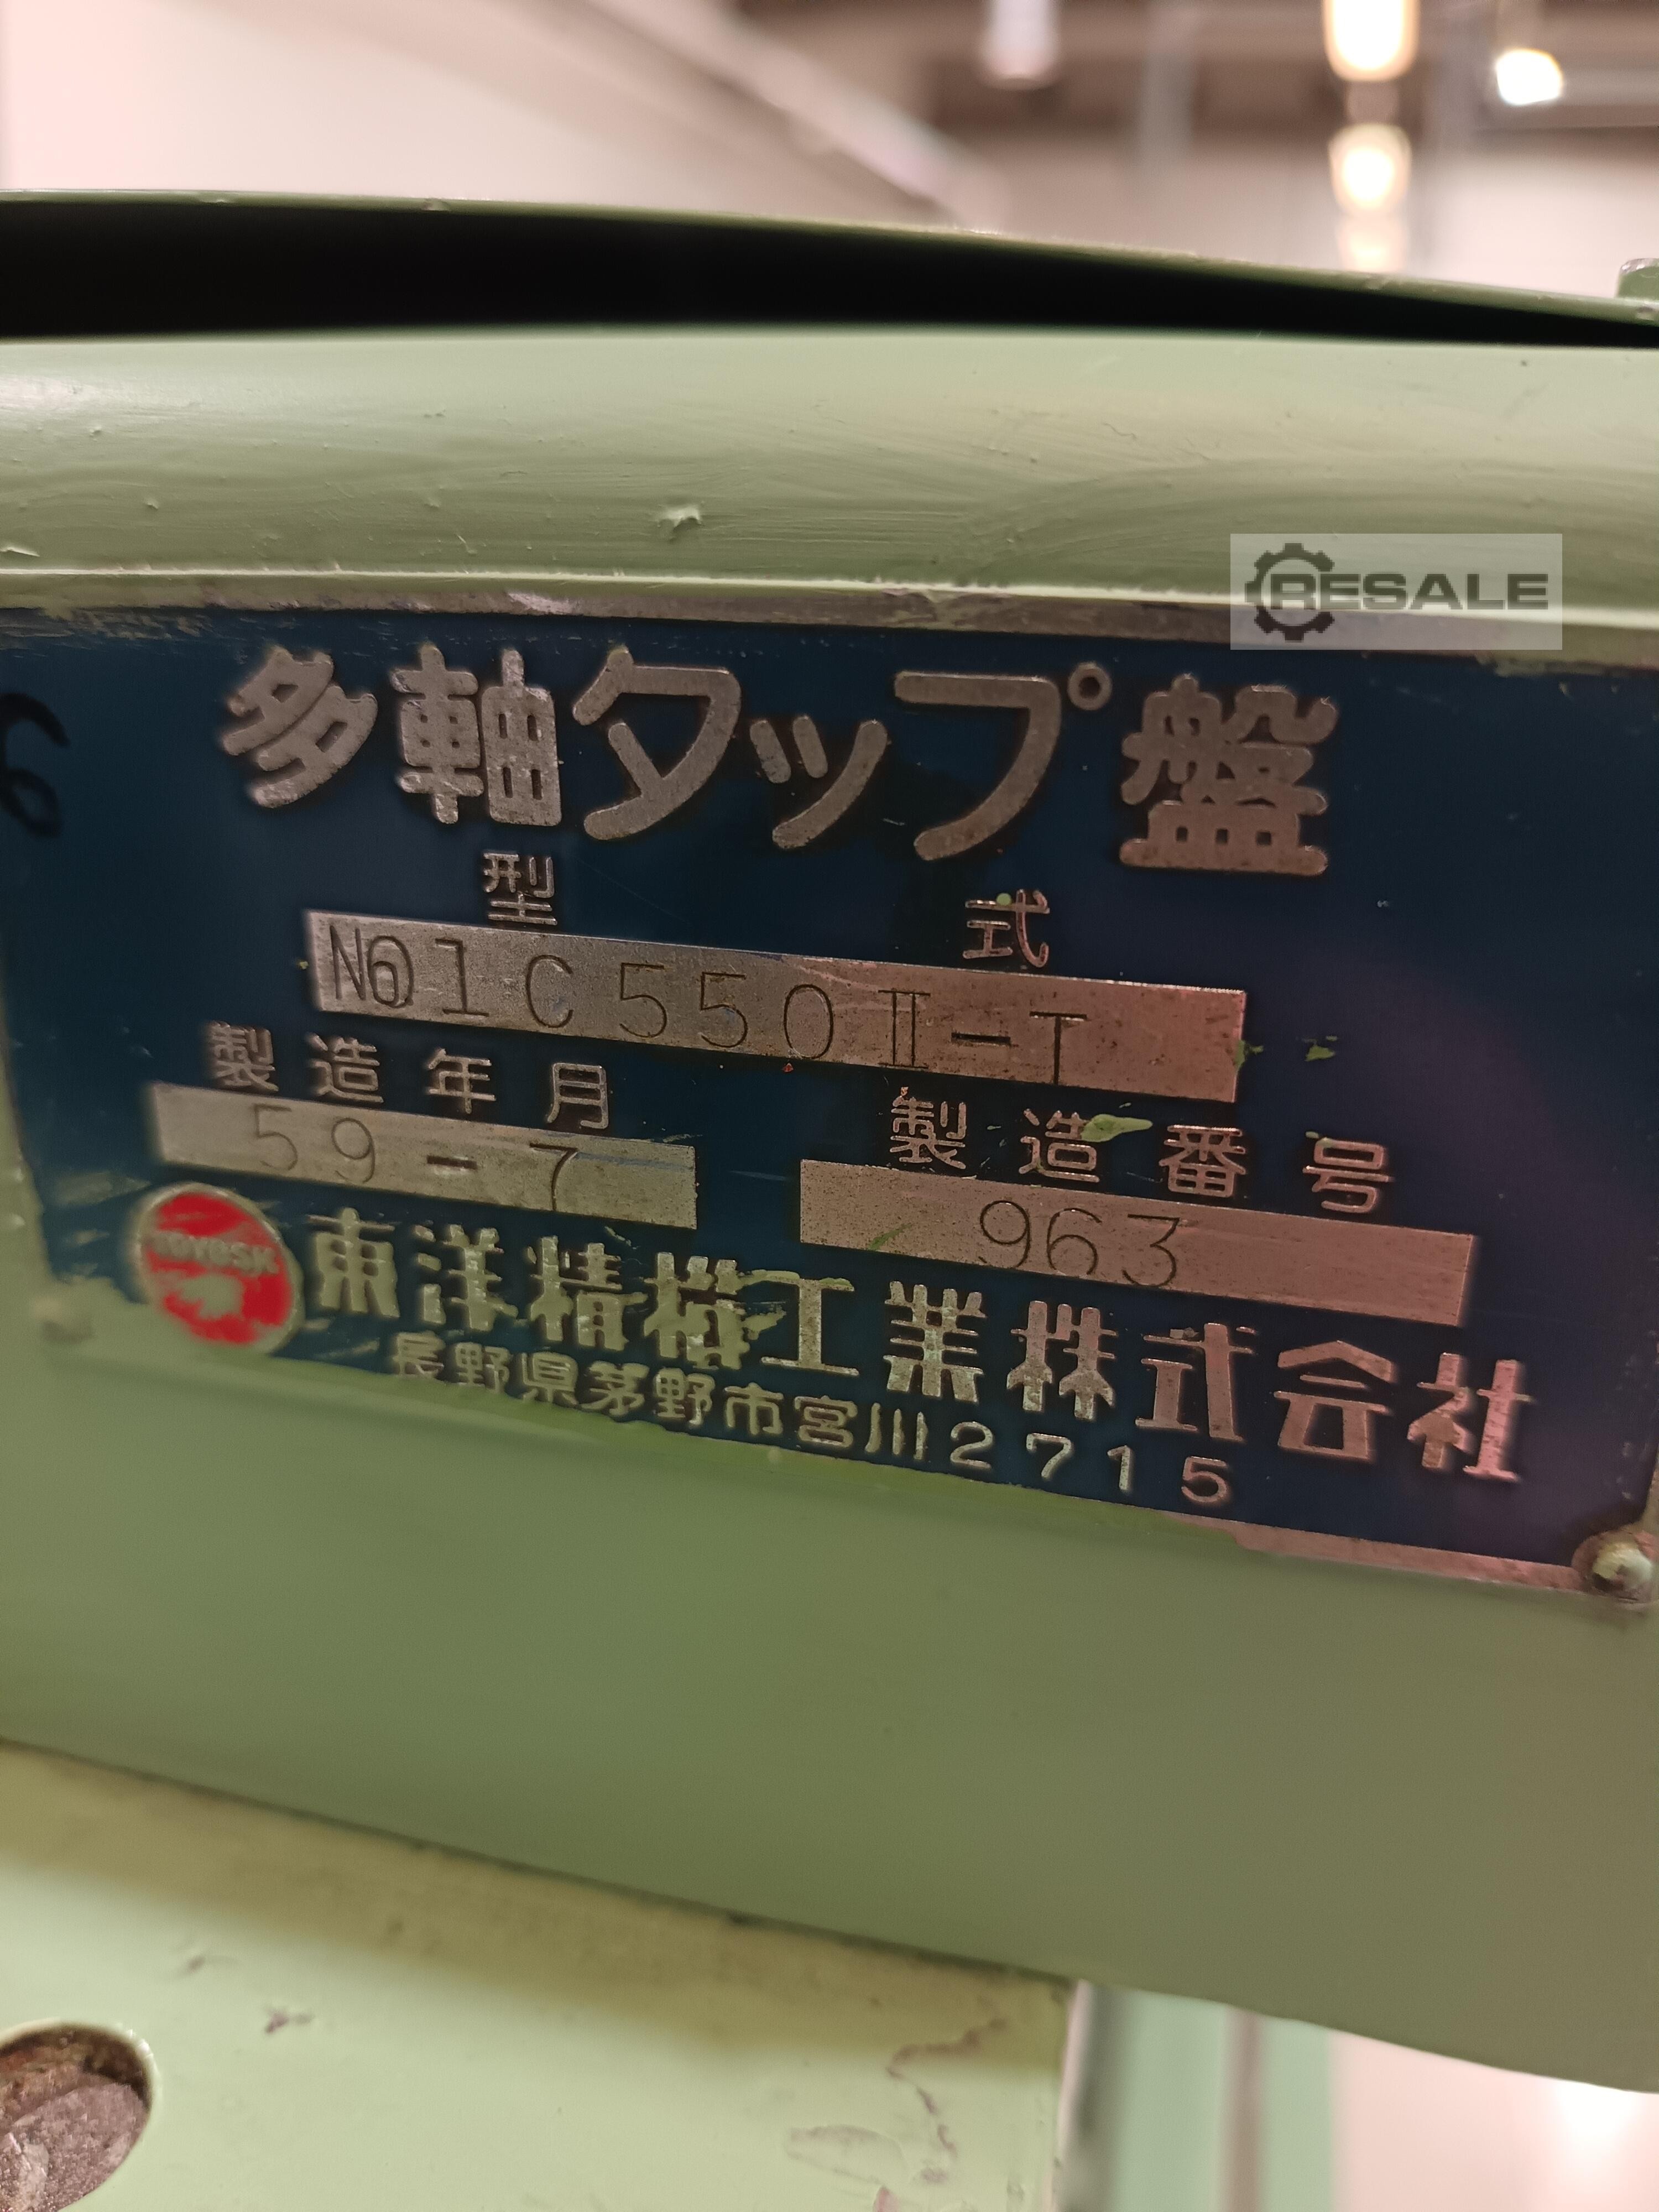 RESALE
多軸タップ盤
型 式
No1C550Ⅱ-T
製造年月 製造番号
59-7 963
TOYOSK 東洋精機工業株式会社
長野県茅野市宮川2715